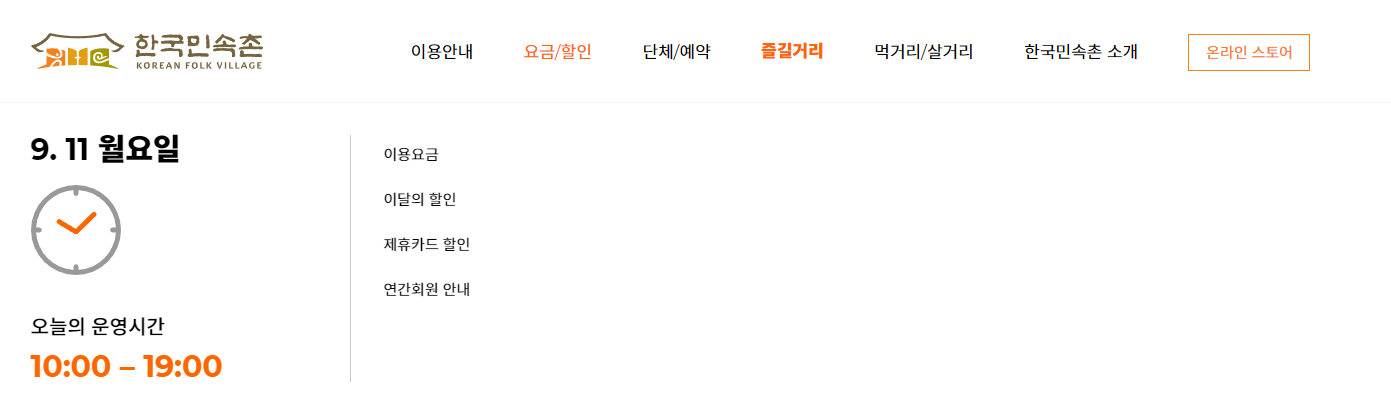 한국민속촌
KOREAN FOLK VILLAGE
이용안내 요금/할인 단체/예약 즐길거리 먹거리/살거리 한국민속촌 소개 온라인 스토어
9. 11 월요일
오늘의 운영시간
10:00 – 19:00
이용요금
이달의 할인
제휴카드 할인
연간회원 안내